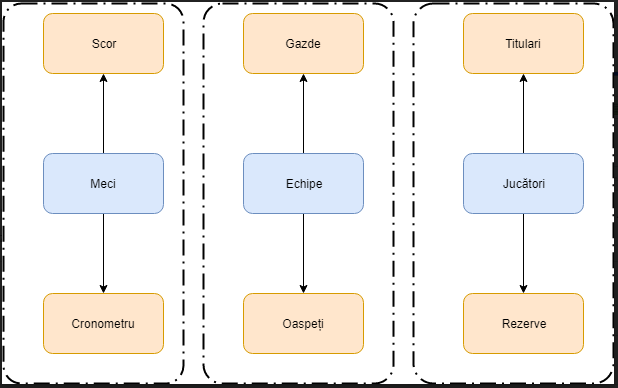 Scor
Gazde
Titulari
Meci
Echipe
Jucători
Cronometru
Oaspeți
Rezerve